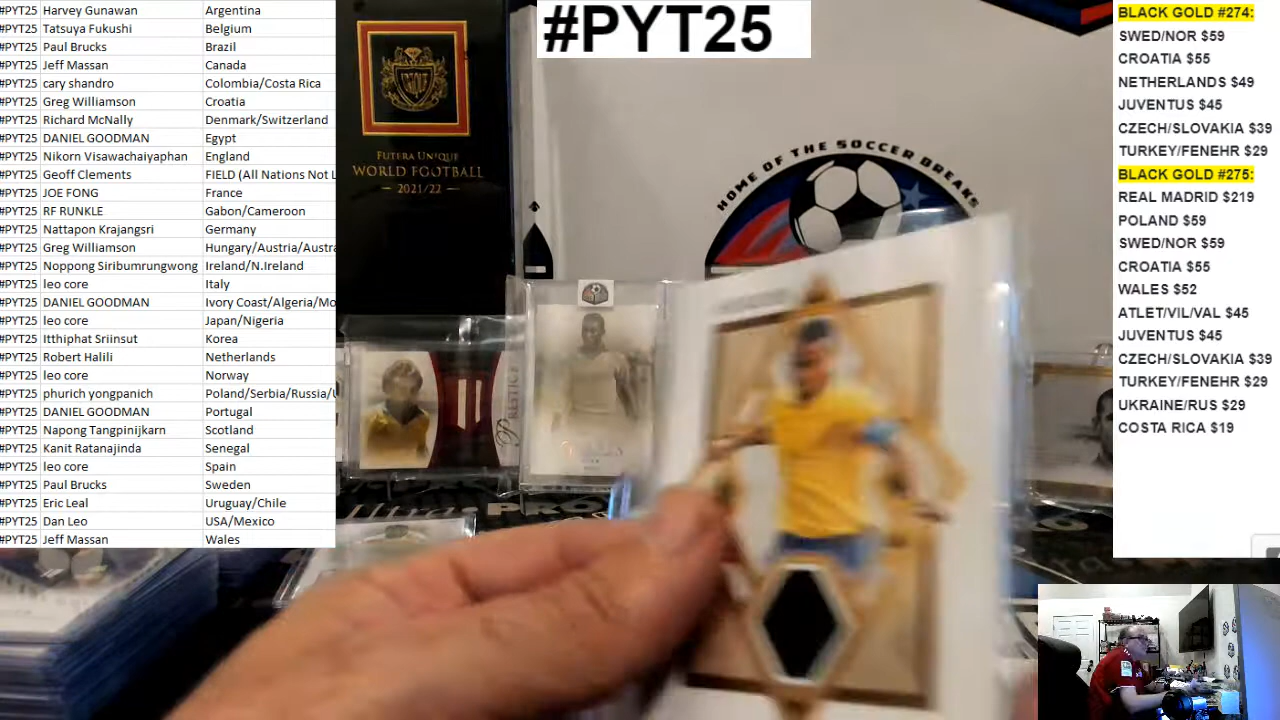 #PYT25 Harvey Gunawan Argentina
#PYT25 Tatsuya Fukushi Belgium
#PYT25 Paul Brucks Brazil
#PYT25 Jeff Massan Canada
#PYT25 cary shandro Colombia/Costa Rica
#PYT25 Greg Williamson Croatia
#PYT25 Richard McNally Denmark/Switzerland
#PYT25 DANIEL GOODMAN Egypt
#PYT25 Nikorn Visawachaiyaphan England
#PYT25 Geoff Clements FIELD (All Nations Not L
#PYT25 JOE FONG France
#PYT25 RF RUNKLE Gabon/Cameroon
#PYT25 Nattapon Krajangsri Germany
#PYT25 Greg Williamson Hungary/Austria/Austra
#PYT25 Noppong Siribumrungwong Ireland/N.Ireland
#PYT25 leo core Italy
#PYT25 DANIEL GOODMAN Ivory Coast/Algeria/Mo
#PYT25 leo core Japan/Nigeria
#PYT25 Itthiphat Sriinsut Korea
#PYT25 Robert Halili Netherlands
#PYT25 leo core Norway
#PYT25 phurich yongpanich Poland/Serbia/Russia/U
#PYT25 DANIEL GOODMAN Portugal
#PYT25 Napong Tangpinijkarn Scotland
#PYT25 Kanit Ratanajinda Senegal
#PYT25 leo core Spain
#PYT25 Paul Brucks Sweden
#PYT25 Eric Leal Uruguay/Chile
#PYT25 Dan Leo USA/Mexico
#PYT25 Jeff Massan Wales
UNIQUE
FUTERA UNIQUE
WORLD FOOTBALL
— 2021/22 —
#PYT25
HOME OF THE SOCCER BREAKS
PRESTIGE
BLACK GOLD #274:
SWED/NOR $59
CROATIA $55
NETHERLANDS $49
JUVENTUS $45
CZECH/SLOVAKIA $39
TURKEY/FENEHR $29
BLACK GOLD #275:
REAL MADRID $219
POLAND $59
SWED/NOR $59
CROATIA $55
WALES $52
ATLET/VIL/VAL $45
JUVENTUS $45
CZECH/SLOVAKIA $39
TURKEY/FENEHR $29
UKRAINE/RUS $29
COSTA RICA $19